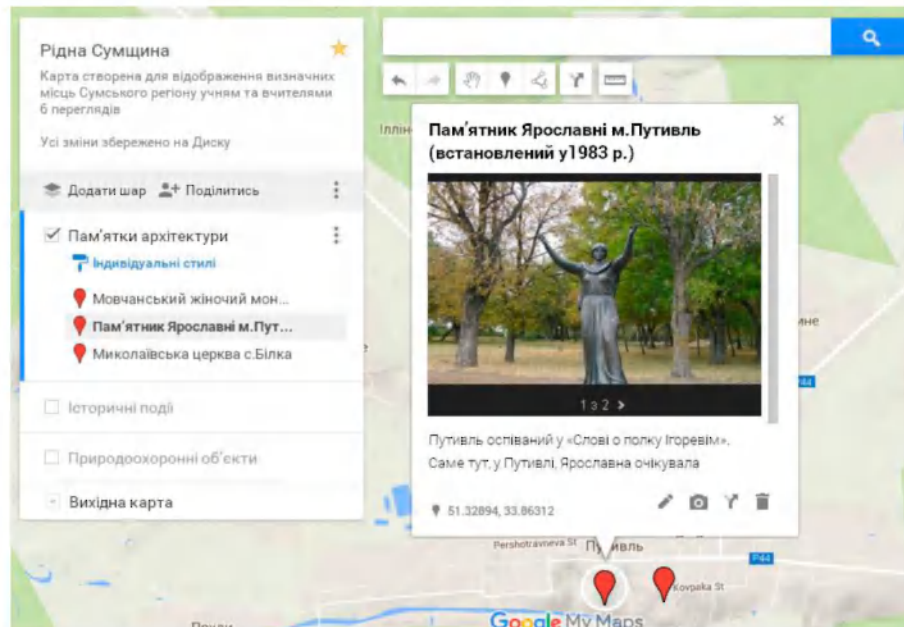 Рідна Сумщина
Карта створена для відображення визначних
місць Сумського регіону учням та вчителями
6 переглядів
Усі зміни збережено на Диску
Додати шар Поділитись
Пам'ятки архітектури
Індивідуальні стилі
Мовчанський жіночий мон...
Пам'ятник Ярославні м.Пут...
Миколаївська церква с.Білка
Історичні події
Природоохоронні об'єкти
Вихідна карта
Пам'ятник Ярославні м.Путивль
(встановлений у1983 р.)
1 з 2
Путивль оспіваний у «Слові о полку Ігоревім».
Саме тут, у Путивлі, Ярославна очікувала
51.32894, 33.86312
P44
Pershotravneva St
P44
Kovpaka St
Google My Maps